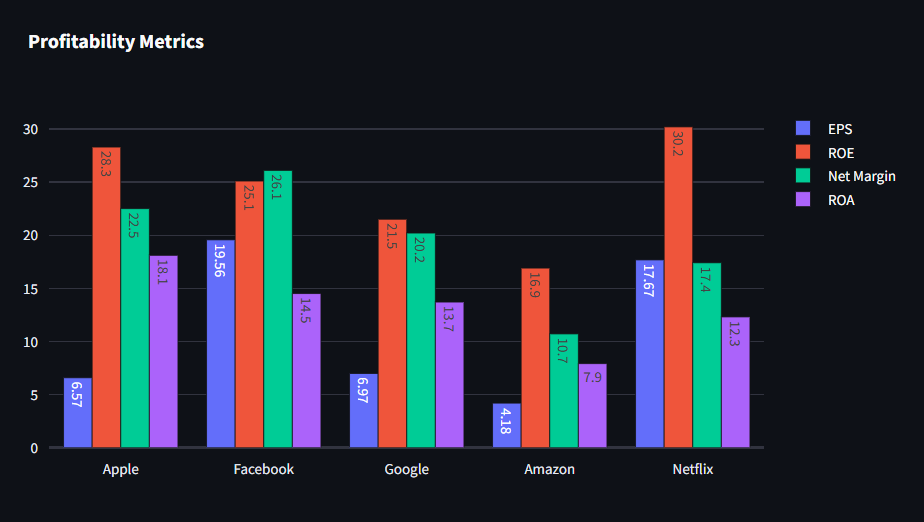 Profitability Metrics
30
25
20
15
10
5
0
6.57
28.3
22.5
18.1
19.56
25.1
26.1
14.5
6.97
21.5
20.2
13.7
4.18
16.9
10.7
7.9
17.67
30.2
17.4
12.3
Apple
Facebook
Google
Amazon
Netflix
EPS
ROE
Net Margin
ROA